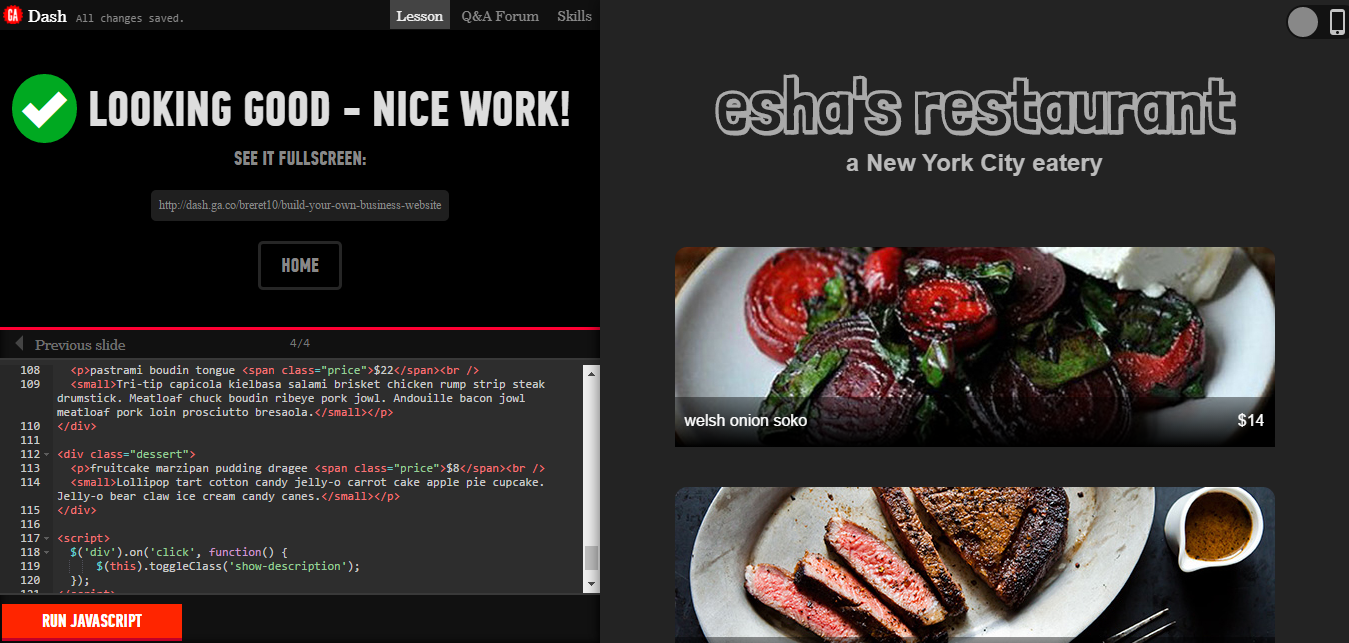 GA Dash All changes saved.
Lesson Q&A Forum Skills
LOOKING GOOD - NICE WORK!
SEE IT FULLSCREEN:
http://dash.ga.co/breret10/build-your-own-business-website
HOME
Previous slide 4/4
108 <p>pastrami boudin tongue <span class="price">$22</span><br />
109 <small>Tri-tip capicola kielbasa salami brisket chicken rump strip steak
drumstick. Meatloaf chuck boudin ribeye pork jowl. Andouille bacon jowl
meatloaf pork loin prosciutto bresaola.</small></p>
110 </div>
111
112 <div class="dessert">
113 <p>fruitcake marzipan pudding dragee <span class="price">$8</span><br />
114 <small>Lollipop tart cotton candy jelly-o carrot cake apple pie cupcake.
Jelly-o bear claw ice cream candy canes.</small></p>
115 </div>
116
117 <script>
118 $('div').on('click', function() {
119 $(this).toggleClass('show-description');
120 });
121 </script>
RUN JAVASCRIPT
esha's restaurant
a New York City eatery
welsh onion soko $14